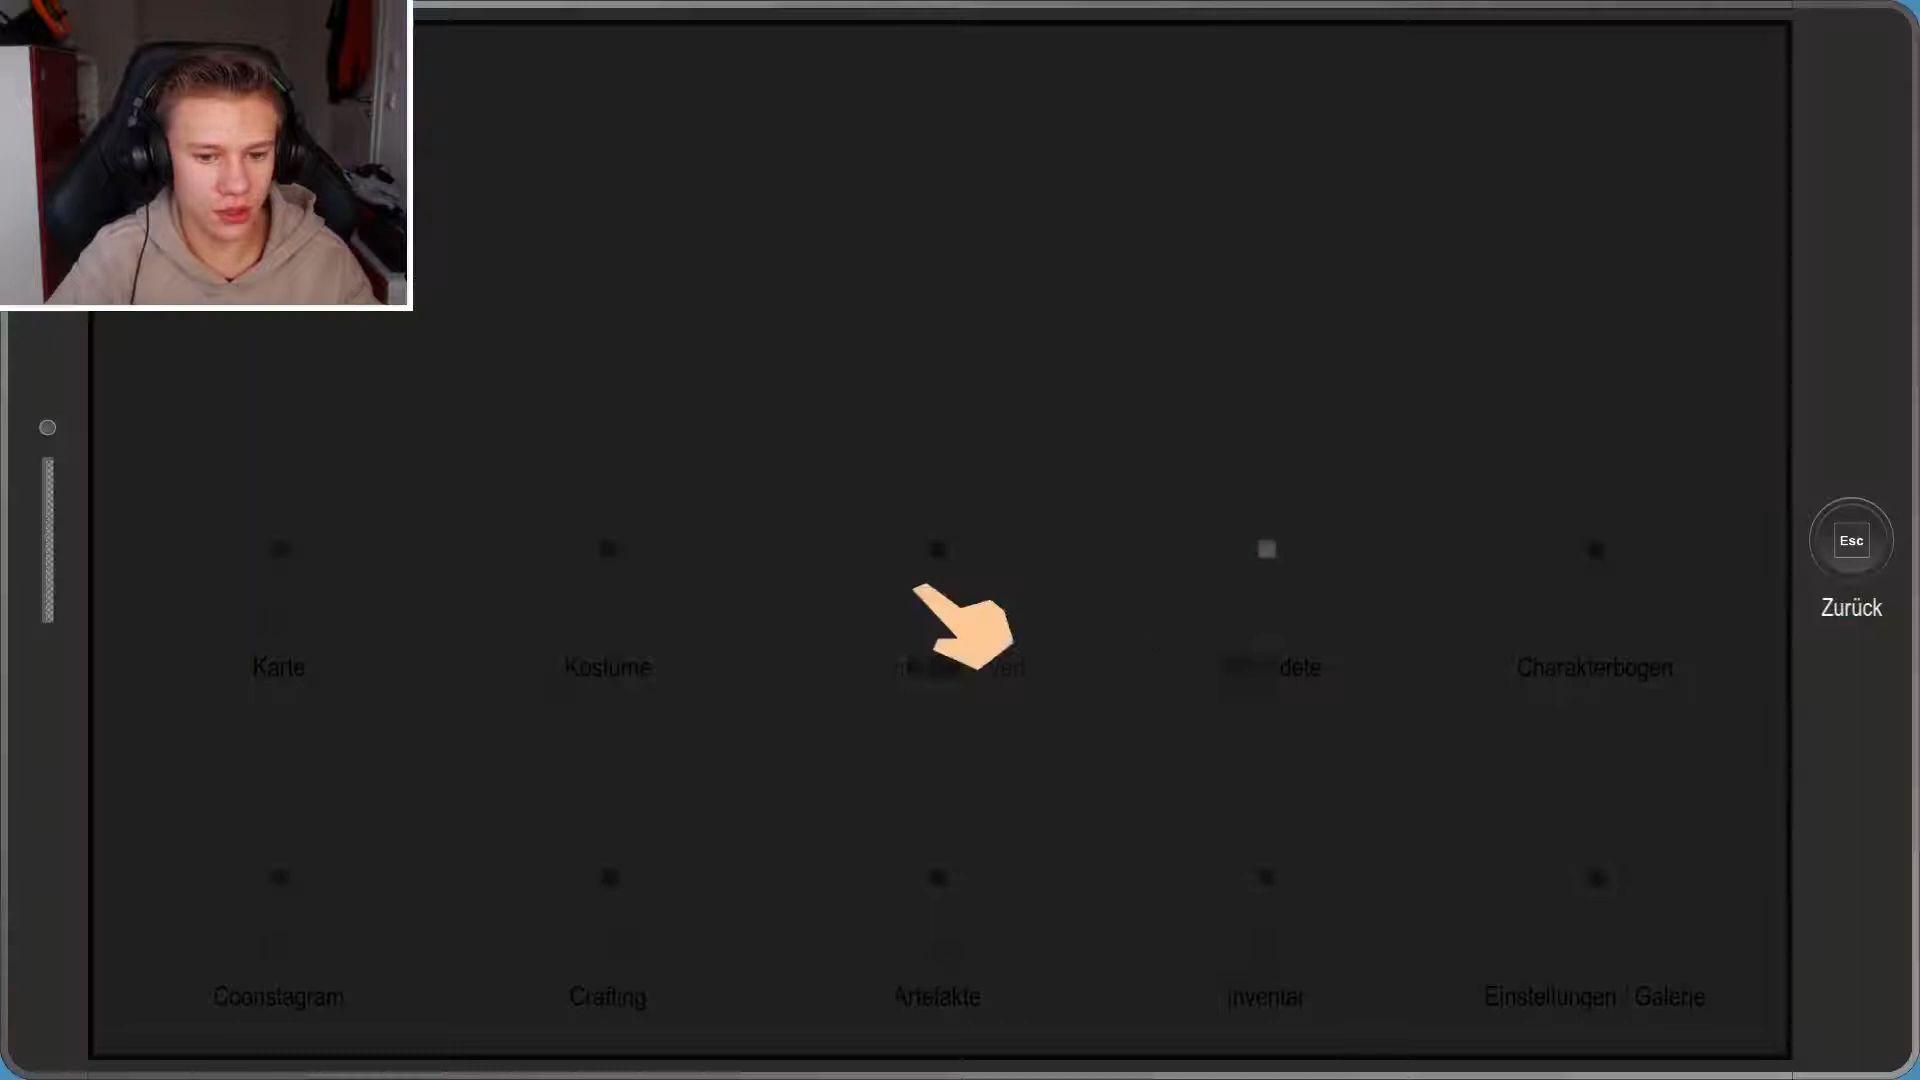 Esc
Zurück
Karte
Kostüme
Charakterbogen
Coonstagram
Crafting
Artefakte
Inventar
Einstellungen / Galerie